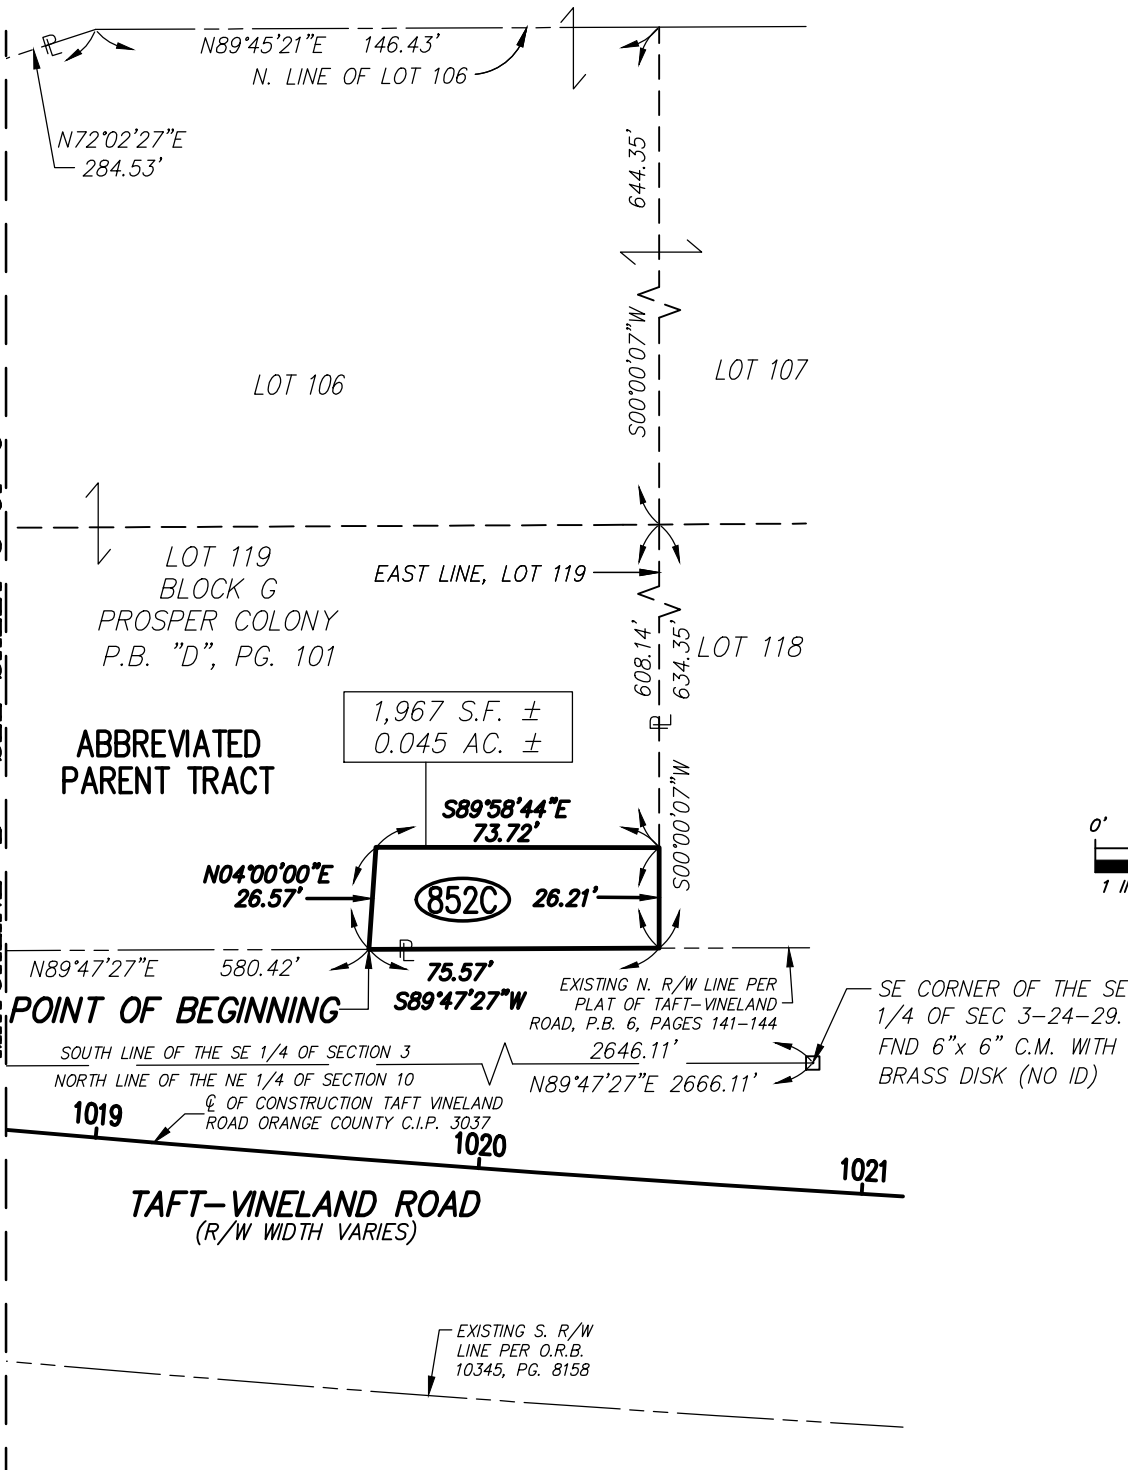 N89°45'21"E 146.43'
N. LINE OF LOT 106
PL
N72°02'27"E
284.53'
644.35'
S00°00'07"W
LOT 106
LOT 107
LOT 119
BLOCK G
PROSPER COLONY
P.B. "D", PG. 101
EAST LINE, LOT 119
608.14'
634.35'
LOT 118
PL
S00°00'07"W
1,967 S.F. ±
0.045 AC. ±
ABBREVIATED
PARENT TRACT
S89°58'44"E
73.72'
N04°00'00"E
26.57'
852C
26.21'
0'
1 I
PL
N89°47'27"E 580.42'
75.57'
S89°47'27"W
POINT OF BEGINNING
EXISTING N. R/W LINE PER
PLAT OF TAFT-VINELAND
ROAD, P.B. 6, PAGES 141-144
SE CORNER OF THE SE
1/4 OF SEC 3-24-29.
FND 6"x 6" C.M. WITH
BRASS DISK (NO ID)
SOUTH LINE OF THE SE 1/4 OF SECTION 3
2646.11'
NORTH LINE OF THE NE 1/4 OF SECTION 10
N89°47'27"E 2666.11'
℄ OF CONSTRUCTION TAFT VINELAND
ROAD ORANGE COUNTY C.I.P. 3037
1019
1020
1021
TAFT-VINELAND ROAD
(R/W WIDTH VARIES)
EXISTING S. R/W
LINE PER O.R.B.
10345, PG. 8158